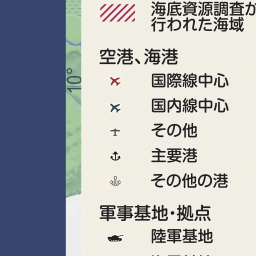 海底資源調査が
行われた海域
10°
空港、海港
国際線中心
国内線中心
その他
主要港
その他の港
軍事基地・拠点
陸軍基地